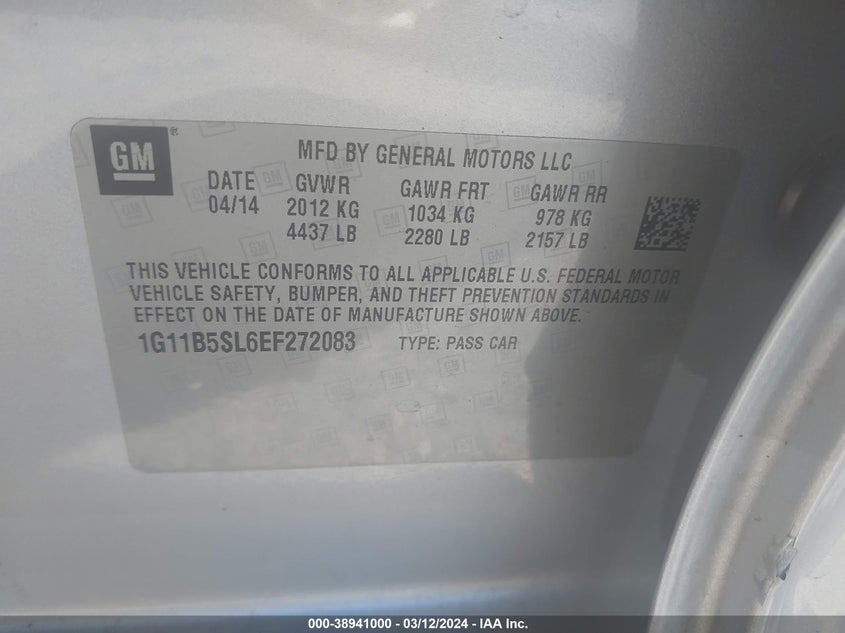 GM®
MFD BY GENERAL MOTORS LLC
DATE GVWR GAWR FRT GAWR RR
04/14 2012 KG 1034 KG 978 KG
4437 LB 2280 LB 2157 LB
THIS VEHICLE CONFORMS TO ALL APPLICABLE U.S. FEDERAL MOTOR
VEHICLE SAFETY, BUMPER, AND THEFT PREVENTION STANDARDS IN
EFFECT ON THE DATE OF MANUFACTURE SHOWN ABOVE.
1G11B5SL6EF272083 TYPE: PASS CAR
000-38941000 - 03/12/2024 - IAA Inc.